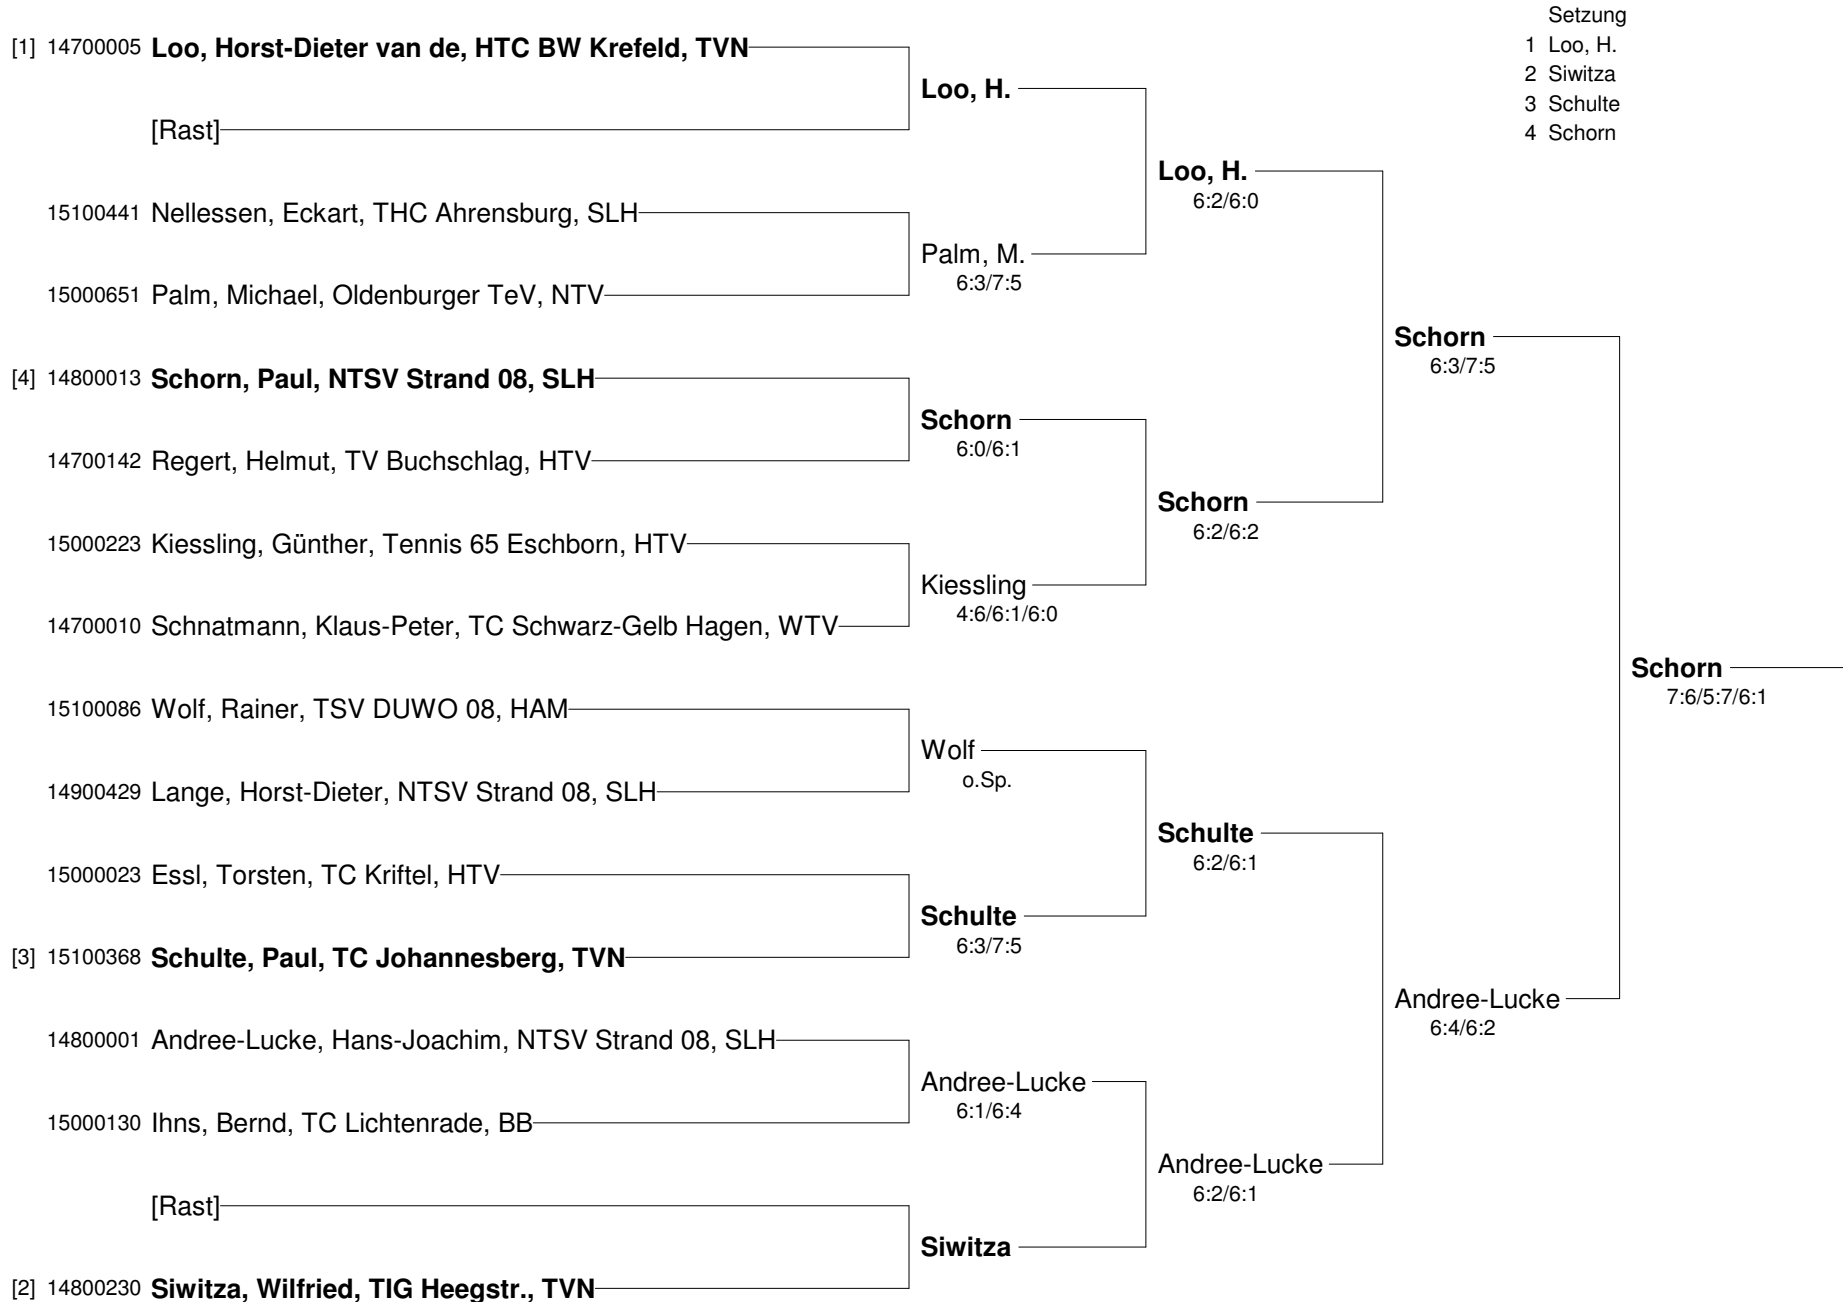 Setzung
1 Loo, H.
2 Siwitza
3 Schulte
4 Schorn
[1] 14700005 Loo, Horst-Dieter van de, HTC BW Krefeld, TVN
Loo, H.
[Rast]
Loo, H.
6:2/6:0
15100441 Nellessen, Eckart, THC Ahrensburg, SLH
Palm, M.
6:3/7:5
15000651 Palm, Michael, Oldenburger TeV, NTV
Schorn
6:3/7:5
[4] 14800013 Schorn, Paul, NTSV Strand 08, SLH
Schorn
6:0/6:1
14700142 Regert, Helmut, TV Buchschlag, HTV
Schorn
6:2/6:2
15000223 Kiessling, Günther, Tennis 65 Eschborn, HTV
Kiessling
4:6/6:1/6:0
14700010 Schnatmann, Klaus-Peter, TC Schwarz-Gelb Hagen, WTV
Schorn
7:6/5:7/6:1
15100086 Wolf, Rainer, TSV DUWO 08, HAM
Wolf
o.Sp.
14900429 Lange, Horst-Dieter, NTSV Strand 08, SLH
Schulte
6:2/6:1
15000023 Essl, Torsten, TC Kriftel, HTV
Schulte
6:3/7:5
[3] 15100368 Schulte, Paul, TC Johannesberg, TVN
Andree-Lucke
6:4/6:2
14800001 Andree-Lucke, Hans-Joachim, NTSV Strand 08, SLH
Andree-Lucke
6:1/6:4
15000130 Ihns, Bernd, TC Lichtenrade, BB
Andree-Lucke
6:2/6:1
[Rast]
Siwitza
[2] 14800230 Siwitza, Wilfried, TIG Heegstr., TVN